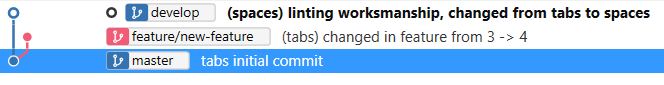 develop (spaces) linting worksmanship, changed from tabs to spaces
feature/new-feature (tabs) changed in feature from 3 -> 4
master tabs initial commit